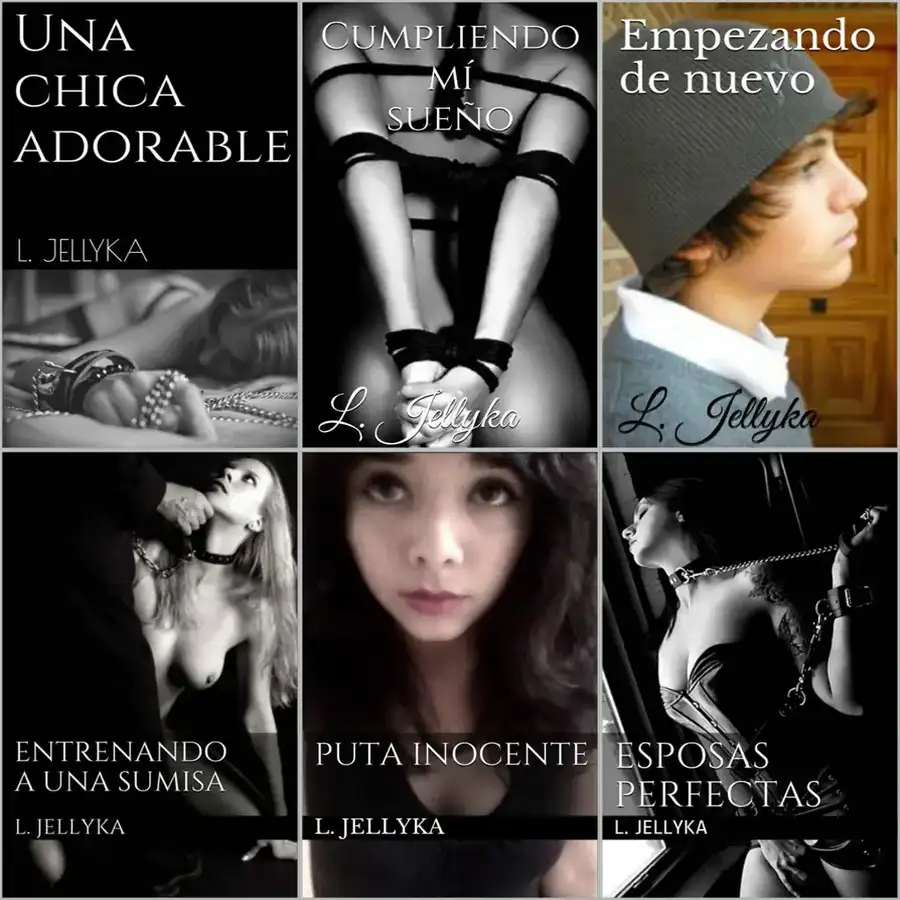 UNA
CHICA
ADORABLE
L. JELLYKA
CUMPLIENDO
MÍ
SUEÑO
L. Jellyka
Empezando
de nuevo
L. Jellyka
ENTRENANDO
A UNA SUMISA
L. JELLYKA
PUTA INOCENTE
L. JELLYKA
ESPOSAS
PERFECTAS
L. JELLYKA